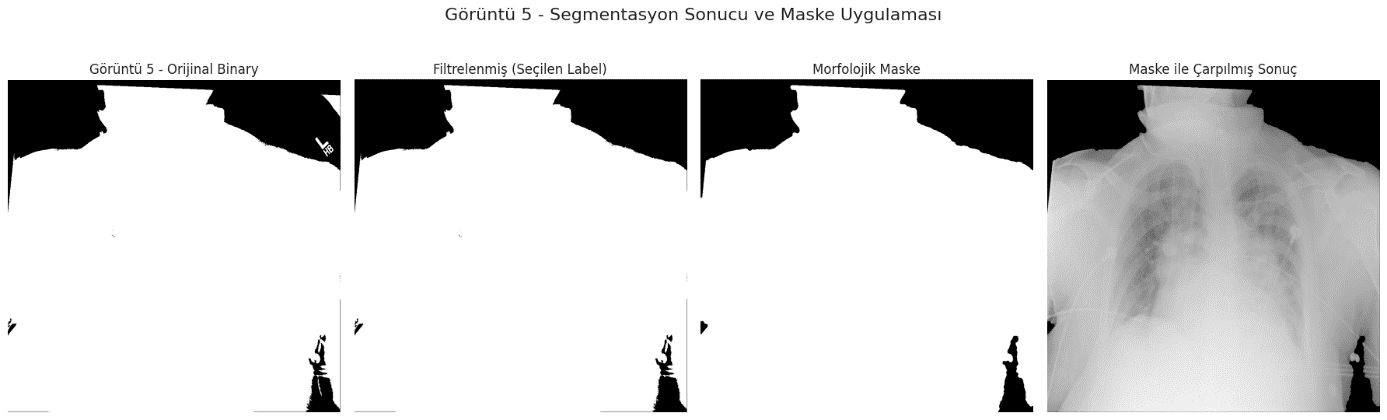 Görüntü 5 - Segmentasyon Sonucu ve Maske Uygulaması
Görüntü 5 - Orijinal Binary
Filtrelenmiş (Seçilen Label)
Morfolojik Maske
Maske ile Çarpılmış Sonuç
L